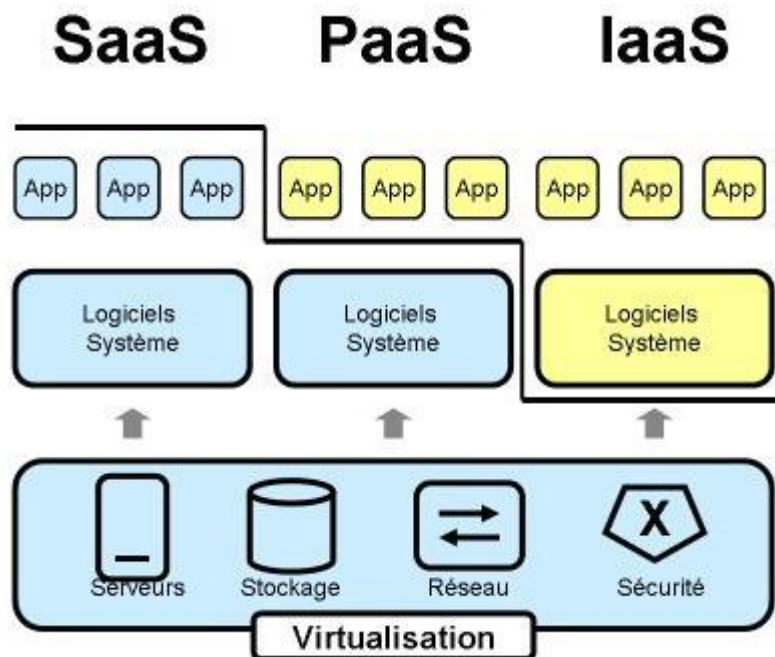 SaaS PaaS IaaS
App App App App App App App App App
Logiciels Logiciels Logiciels
Système Système Système
Serveurs Stockage Réseau Sécurité
X
Virtualisation